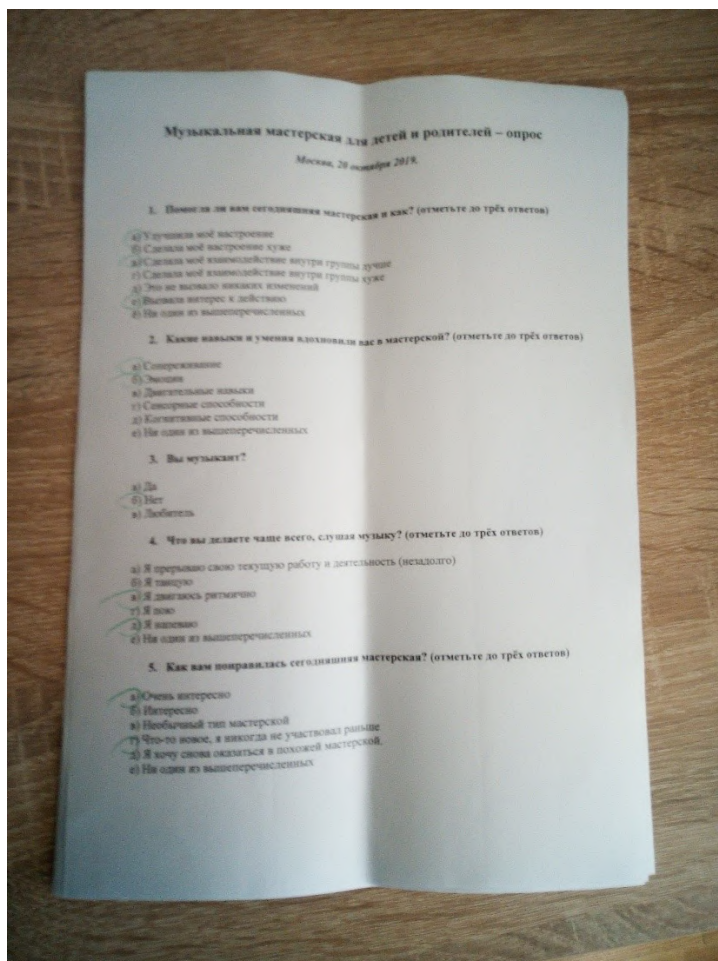 Музыкальная мастерская для детей и родителей – опрос
Москва, 20 октября 2019.
1. Помогла ли вам сегодняшняя мастерская и как? (отметьте до трёх ответов)
а) Улучшила моё настроение
б) Сделала моё настроение хуже
в) Сделала моё взаимодействие внутри группы лучше
г) Сделала моё взаимодействие внутри группы хуже
д) Это не вызвало никаких изменений
е) Вызвала интерес к действию
ё) Ни один из вышеперечисленных
2. Какие навыки и умения вдохновили вас в мастерской? (отметьте до трёх ответов)
а) Сопереживание
б) Эмоции
в) Двигательные навыки
г) Сенсорные способности
д) Когнитивные способности
е) Ни один из вышеперечисленных
3. Вы музыкант?
а) Да
б) Нет
в) Любитель
4. Что вы делаете чаще всего, слушая музыку? (отметьте до трёх ответов)
а) Я прерываю свою текущую работу и деятельность (незадолго)
б) Я танцую
в) Я двигаюсь ритмично
г) Я пою
д) Я напеваю
е) Ни один из вышеперечисленных
5. Как вам понравилась сегодняшняя мастерская? (отметьте до трёх ответов)
а) Очень интересно
б) Интересно
в) Необычный тип мастерской
г) Что-то новое, я никогда не участвовал раньше
д) Я хочу снова оказаться в похожей мастерской.
е) Ни один из вышеперечисленных